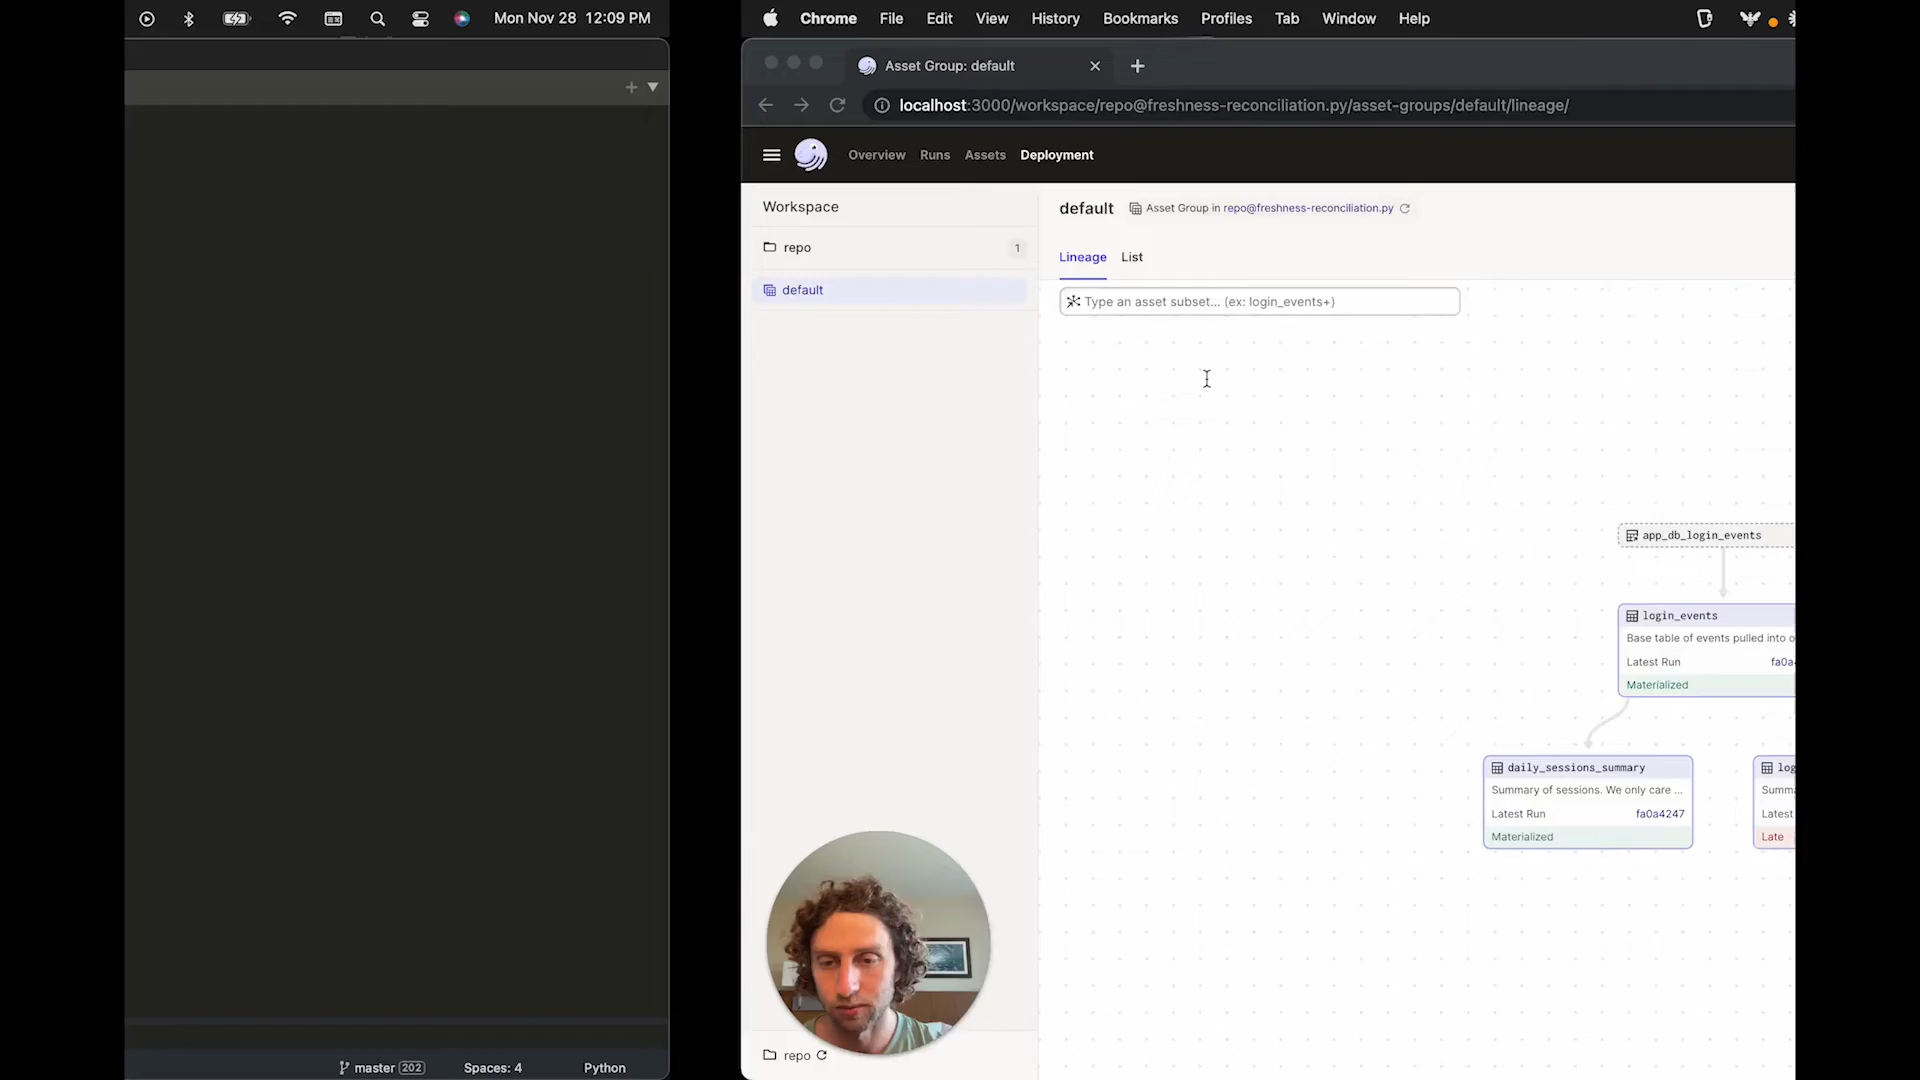 Mon Nov 28 12:09 PM
Chrome File Edit View History Bookmarks Profiles Tab Window Help
Asset Group: default
localhost:3000/workspace/repo@freshness-reconciliation.py/asset-groups/default/lineage/
Overview Runs Assets Deployment
Workspace
default Asset Group in repo@freshness-reconciliation.py
repo 1
Lineage List
default
Type an asset subset... (ex: login_events+)
app_db_login_events
login_events
Base table of events pulled into o
Latest Run fa0a4
Materialized
daily_sessions_summary
Summary of sessions. We only care ...
Latest Run fa0a4247
Materialized
log
Summa
Latest
Late
repo
master 202 Spaces: 4 Python